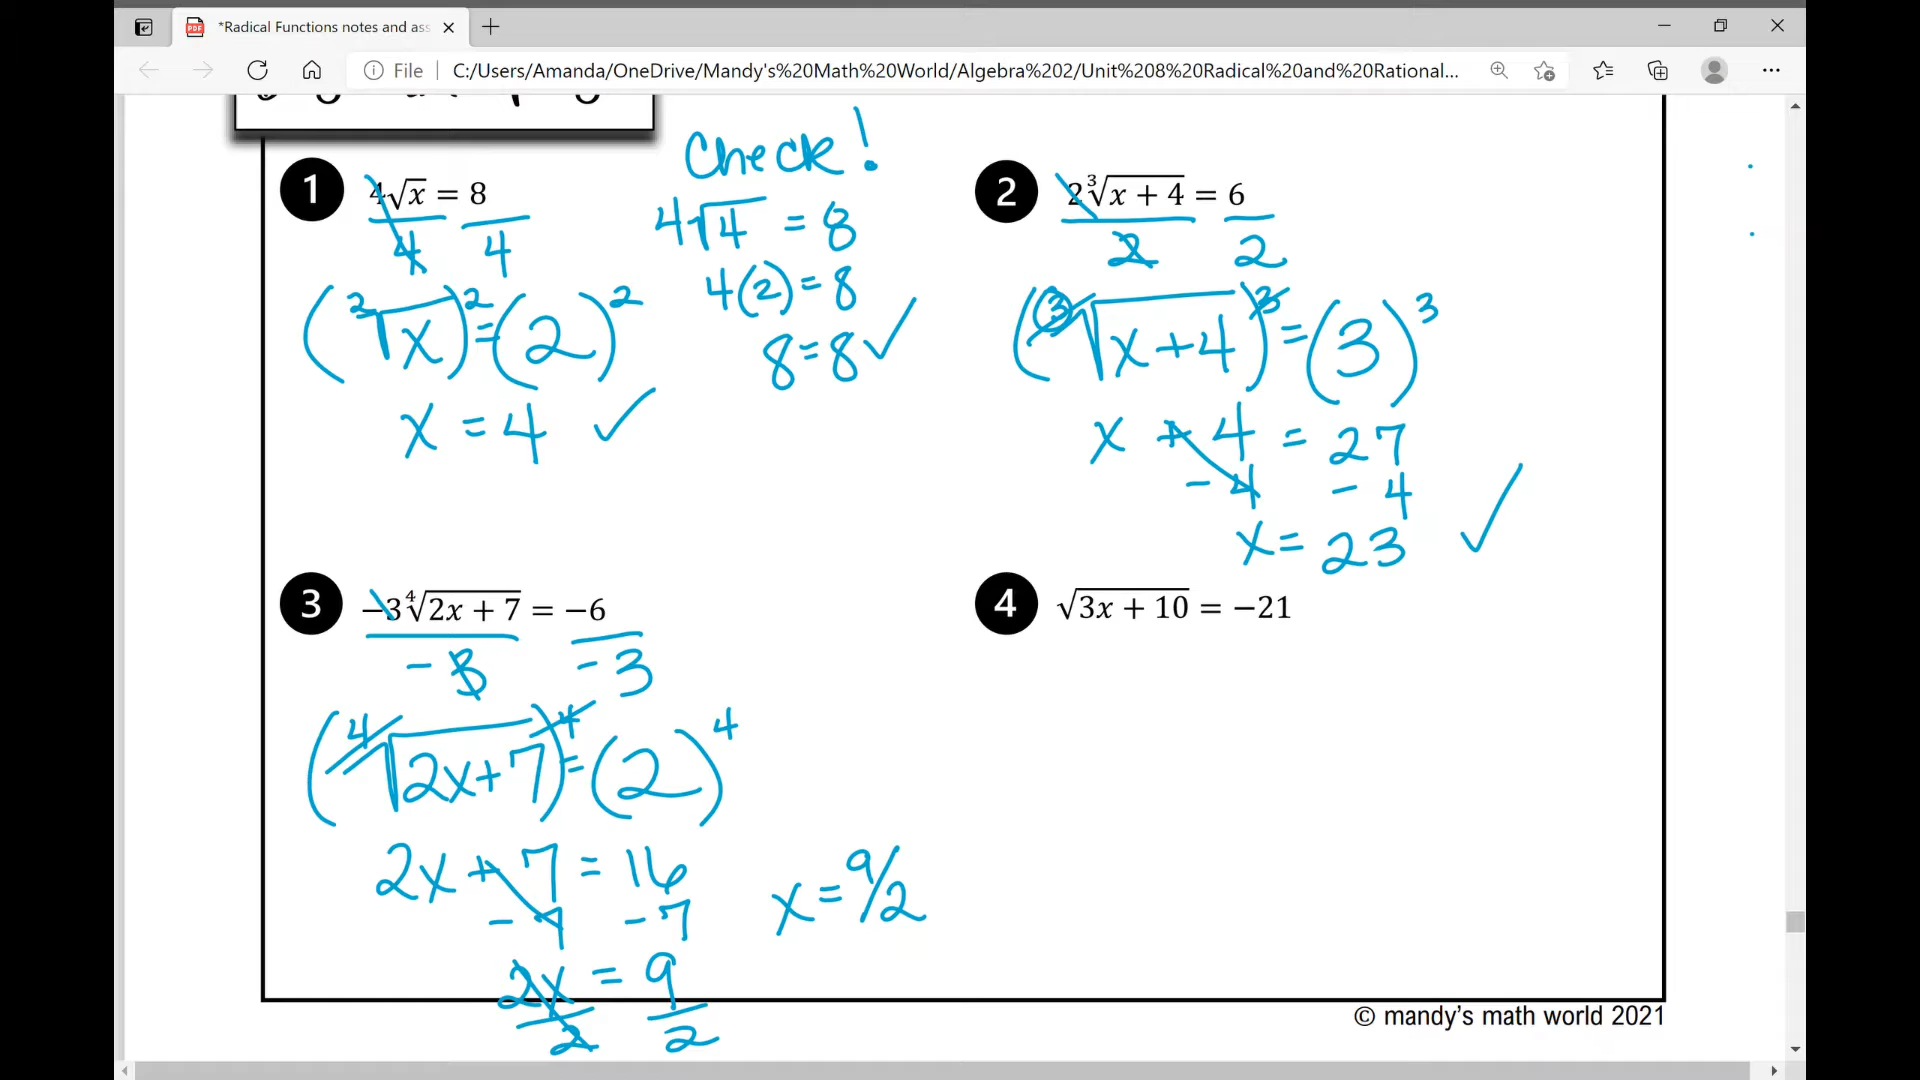 *Radical Functions notes and ass
File
C:/Users/Amanda/OneDrive/Mandy's%20Math%20World/Algebra%202/Unit%208%20Radical%20and%20Rational...
Check!
1
4√x = 8
4 4
(²√x)² = (2)²
x = 4 ✓
4√4 = 8
4(2) = 8
8 = 8 ✓
2
2∛(x + 4) = 6
2 2
(∛x+4)³ = (3)³
x + 4 = 27
- 4 - 4
x = 23 ✓
3
−3∜(2x + 7) = −6
-3 -3
(∜2x+7)⁴ = (2)⁴
2x + 7 = 16
- 7 - 7
2x = 9
2 2
x = 9/2
4
√(3x + 10) = −21
© mandy's math world 2021